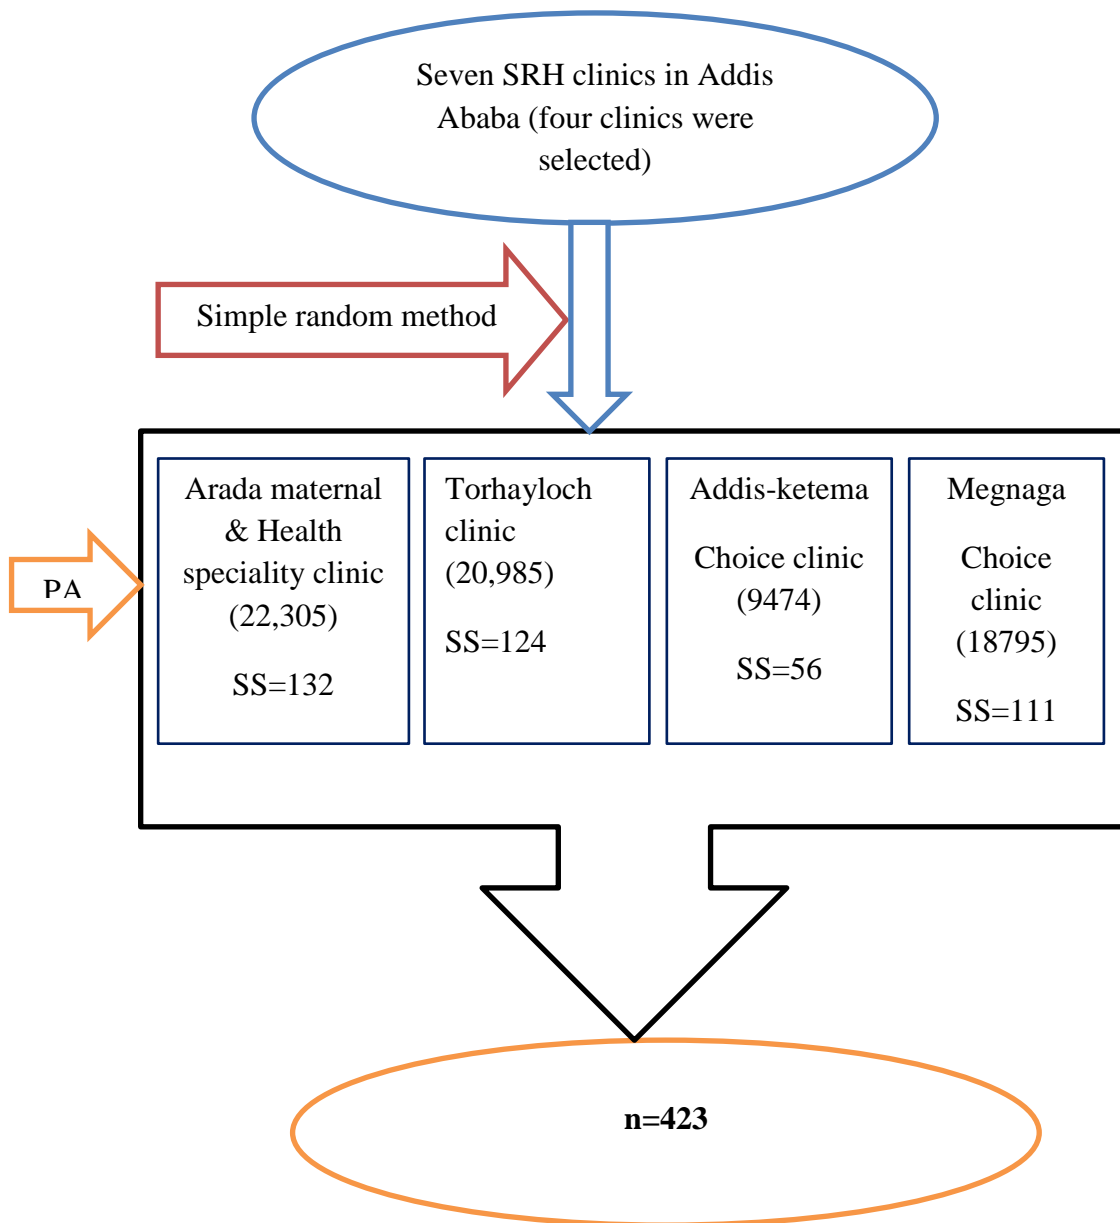 Seven SRH clinics in Addis
Ababa (four clinics were
selected)
Simple random method
Arada maternal
& Health
speciality clinic
(22,305)
SS=132
Torhayloch
clinic
(20,985)
SS=124
Addis-ketema
Choice clinic
(9474)
SS=56
Megnaga
Choice
clinic
(18795)
SS=111
PA
n=423